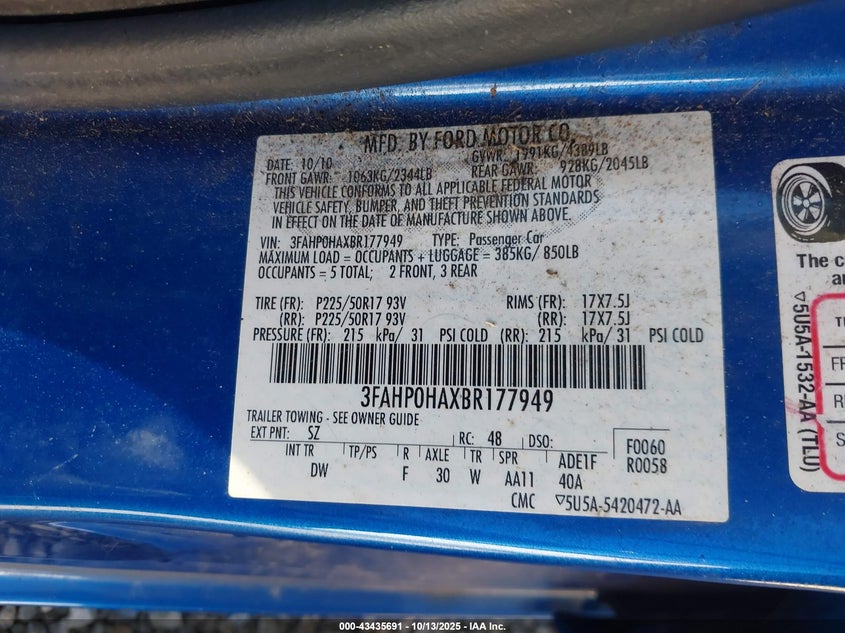 MFD. BY FORD MOTOR CO.
DATE: 10/10 GVWR: 1991KG/4389LB
FRONT GAWR: 1063KG/2344LB REAR GAWR: 928KG/2045LB
THIS VEHICLE CONFORMS TO ALL APPLICABLE FEDERAL MOTOR
VEHICLE SAFETY, BUMPER, AND THEFT PREVENTION STANDARDS
IN EFFECT ON THE DATE OF MANUFACTURE SHOWN ABOVE.
VIN: 3FAHP0HAXBR177949 TYPE: Passenger Car
MAXIMUM LOAD = OCCUPANTS + LUGGAGE = 385KG/ 850LB
OCCUPANTS = 5 TOTAL; 2 FRONT, 3 REAR
TIRE (FR): P225/50R17 93V RIMS (FR): 17X7.5J
(RR): P225/50R17 93V (RR): 17X7.5J
PRESSURE (FR): 215 kPa/ 31 PSI COLD (RR): 215 kPa/ 31 PSI COLD
3FAHP0HAXBR177949
TRAILER TOWING - SEE OWNER GUIDE
EXT PNT: SZ RC: 48 DSO: F0060
INT TR TP/PS R AXLE TR SPR ADE1F R0058
DW F 30 W AA11 40A
CMC ▽5U5A-5420472-AA
The c
a
▽5U5A-1532-AA (TLU)
T
F
R
S
000-43435691 - 10/13/2025 - IAA Inc.